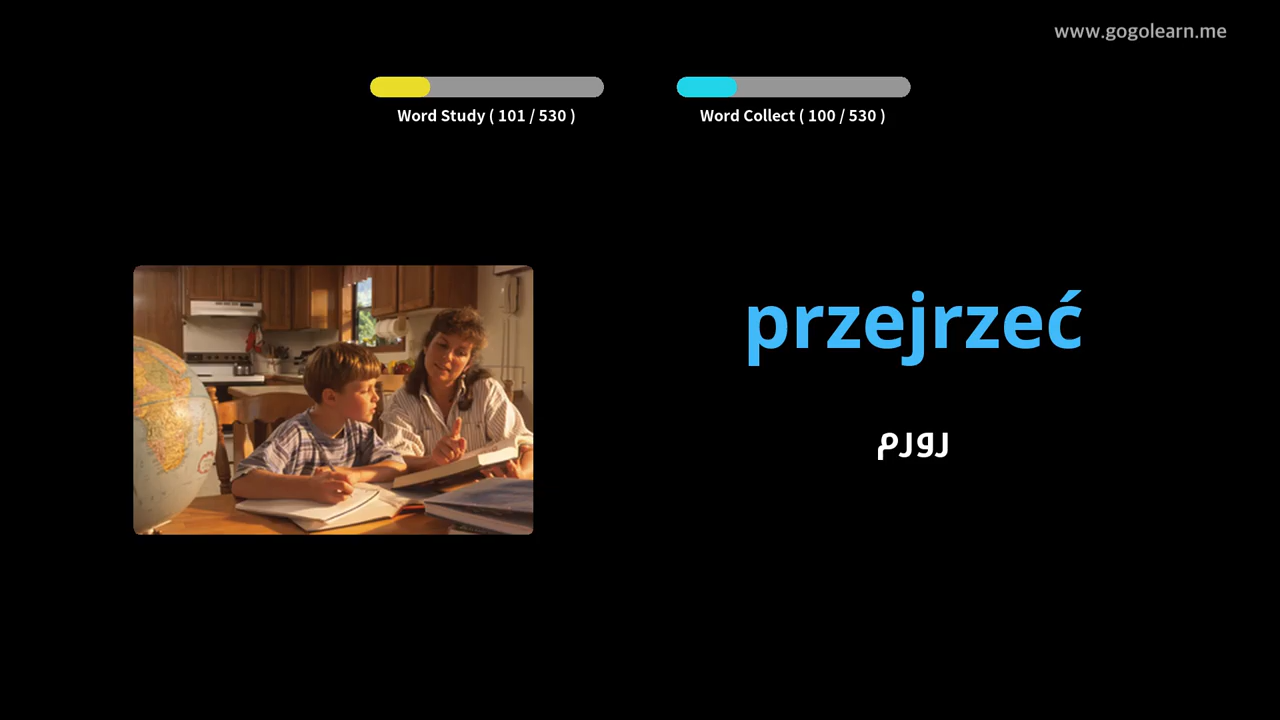 www.gogolearn.me
Word Study ( 101 / 530 )
Word Collect ( 100 / 530 )
przejrzeć
رورم